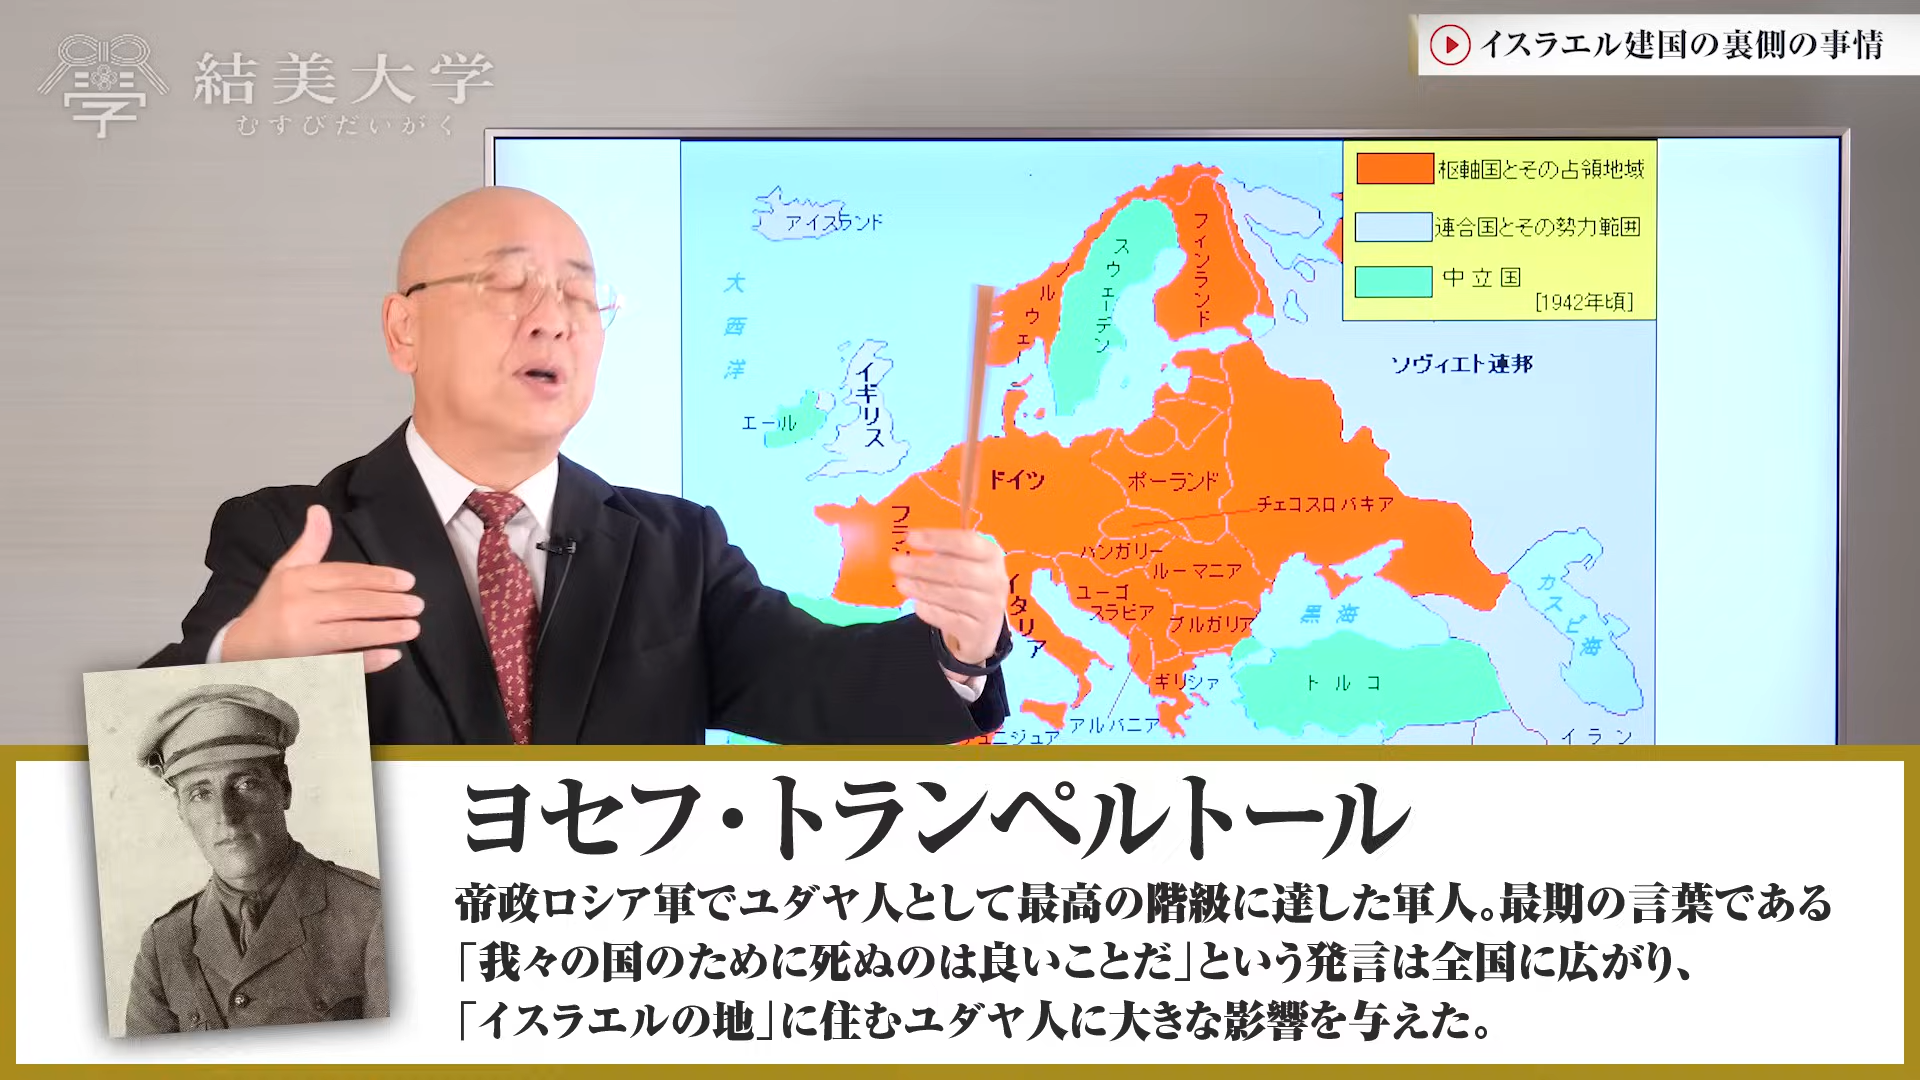 結美大学
むすびだいがく
イスラエル建国の裏側の事情
枢軸国とその占領地域
連合国とその勢力範囲
中立国
[1942年頃]
アイスランド
大西洋
エール
イギリス
ノルウェー
スウェーデン
フィンランド
ソヴィエト連邦
ドイツ
ポーランド
チェコスロバキア
フラン
ハンガリー
ルーマニア
イタリア
ユーゴ
スラビア
ブルガリア
黒海
カスピ海
ギリシァ
トルコ
アルバニア
イラン
ヨセフ・トランペルトール
帝政ロシア軍でユダヤ人として最高の階級に達した軍人。最期の言葉である
「我々の国のために死ぬのは良いことだ」という発言は全国に広がり、
「イスラエルの地」に住むユダヤ人に大きな影響を与えた。